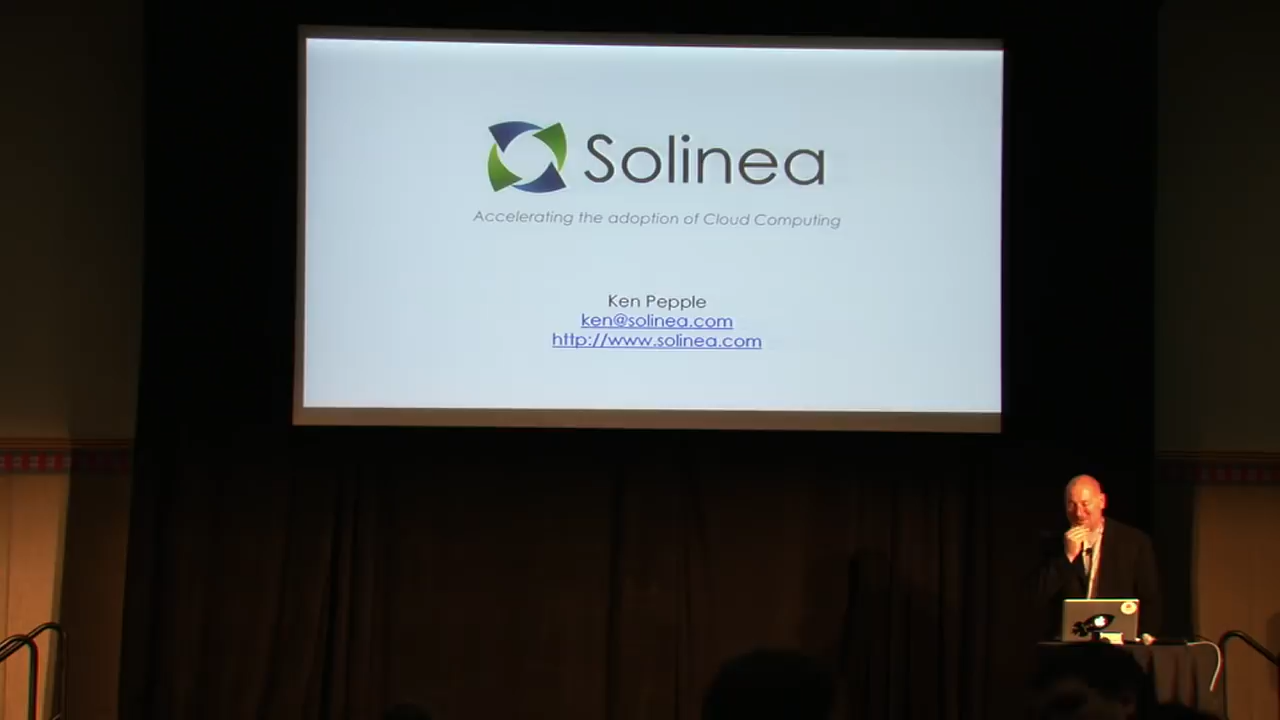 Solinea
Accelerating the adoption of Cloud Computing
Ken Pepple
ken@solinea.com
http://www.solinea.com